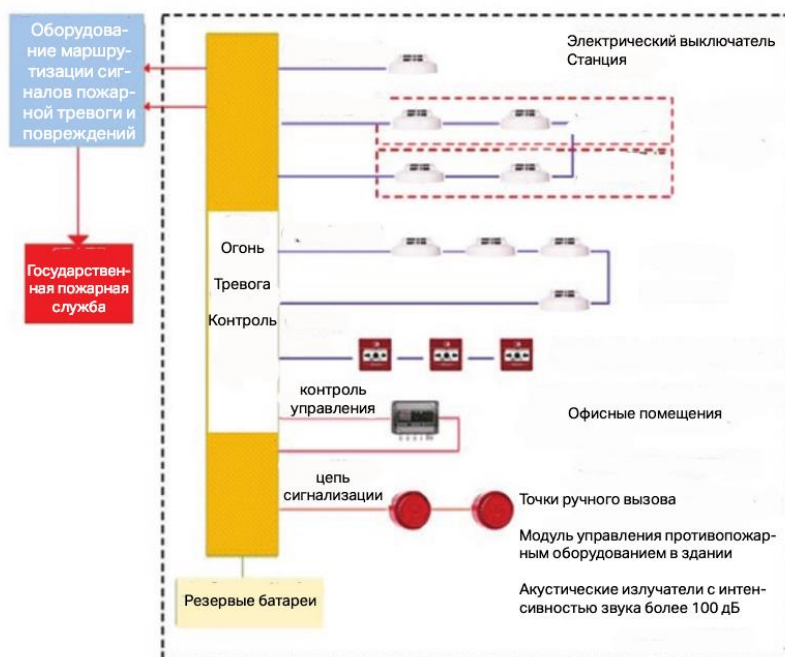 Оборудова-
ние маршру-
тизации сиг-
налов пожар-
ной тревоги и
повреждений
Государствен-
ная пожарная
служба
Электрический выключатель
Станция
Огонь
Тревога
Контроль
контроль
управления
Офисные помещения
цепь
сигнализации
Точки ручного вызова
Модуль управления противопожар-
ным оборудованием в здании
Акустические излучатели с интен-
сивностью звука более 100 дБ
Резервные батареи